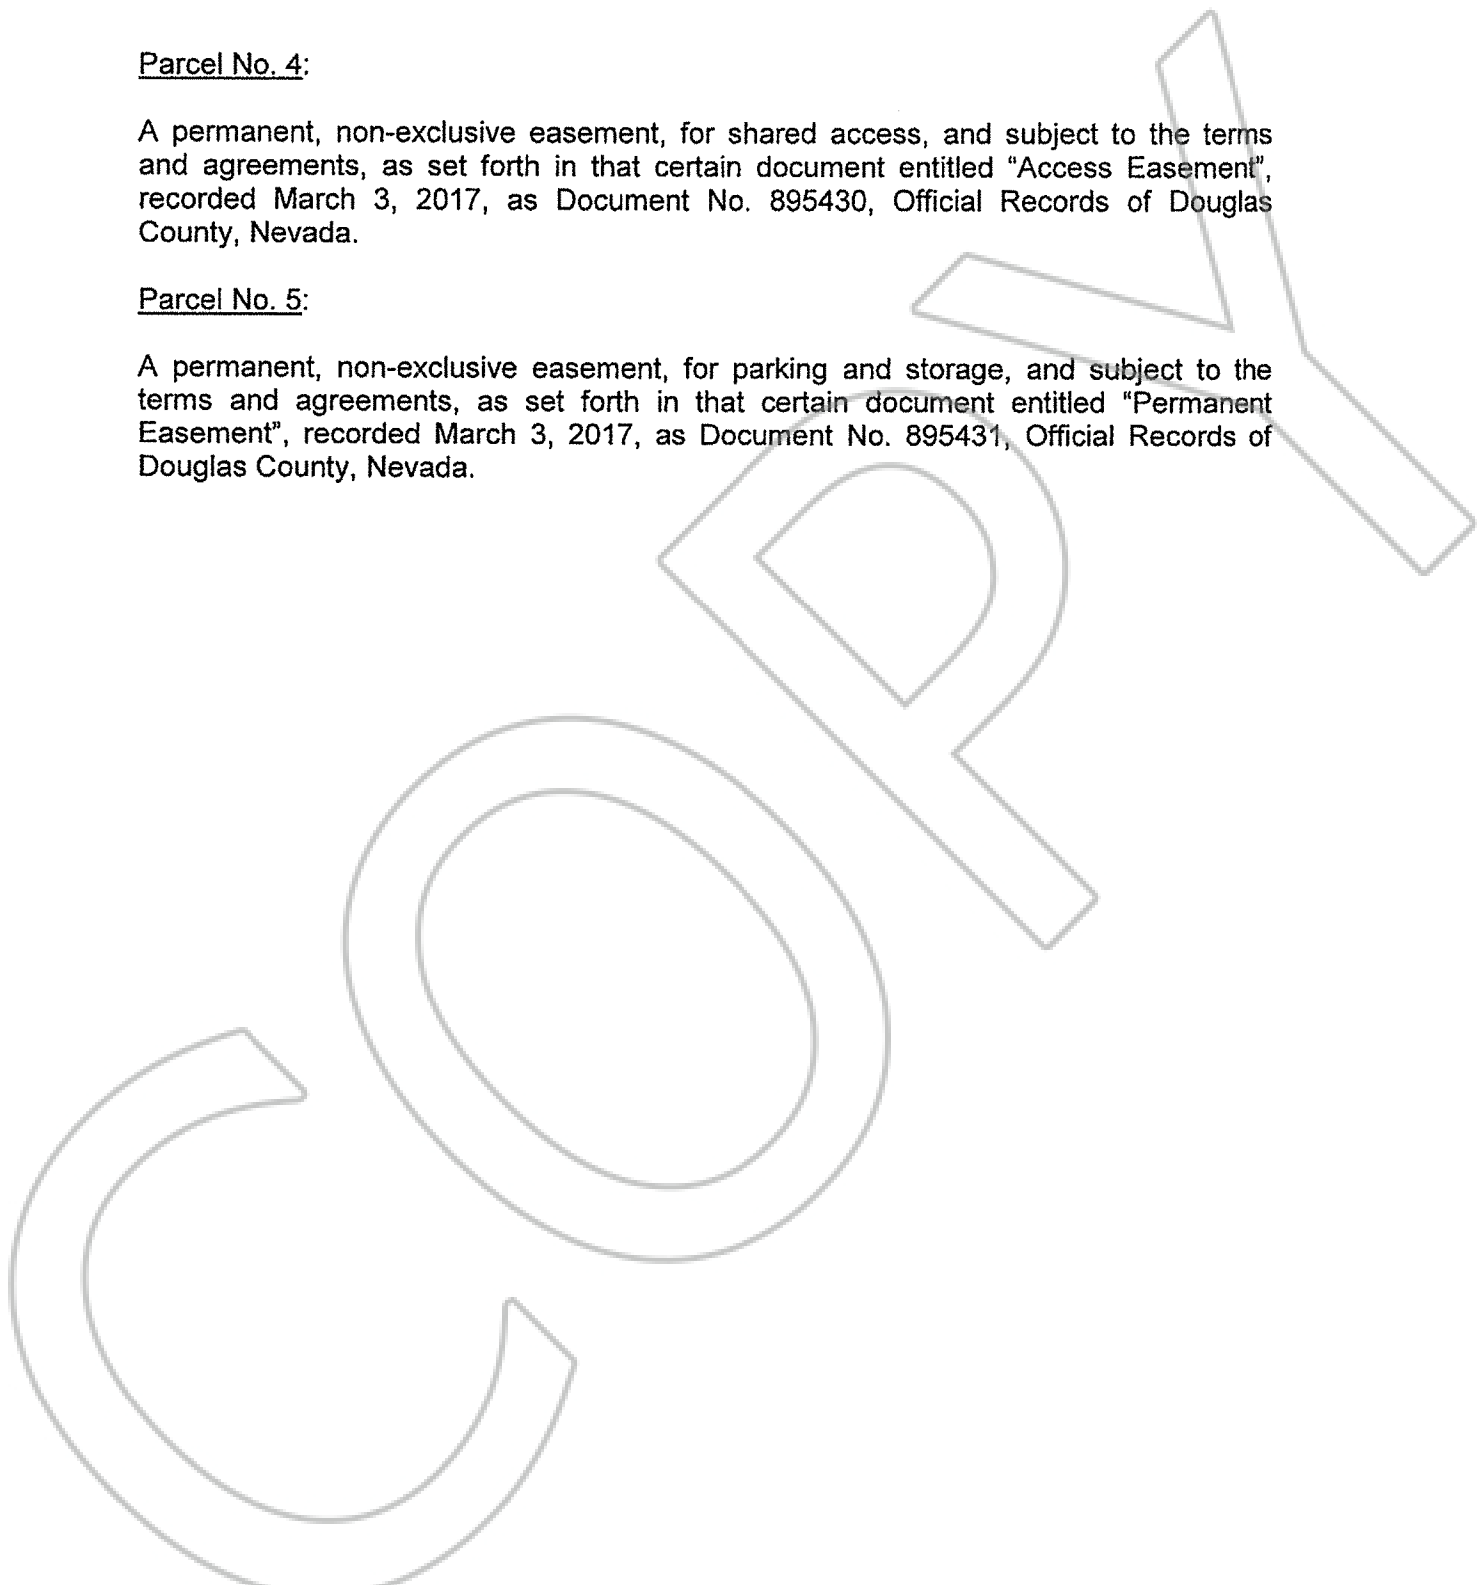 Parcel No. 4:
A permanent, non-exclusive easement, for shared access, and subject to the terms
and agreements, as set forth in that certain document entitled “Access Easement”,
recorded March 3, 2017, as Document No. 895430, Official Records of Douglas
County, Nevada.
Parcel No. 5:
A permanent, non-exclusive easement, for parking and storage, and subject to the
terms and agreements, as set forth in that certain document entitled “Permanent
Easement”, recorded March 3, 2017, as Document No. 895431, Official Records of
Douglas County, Nevada.
COPY